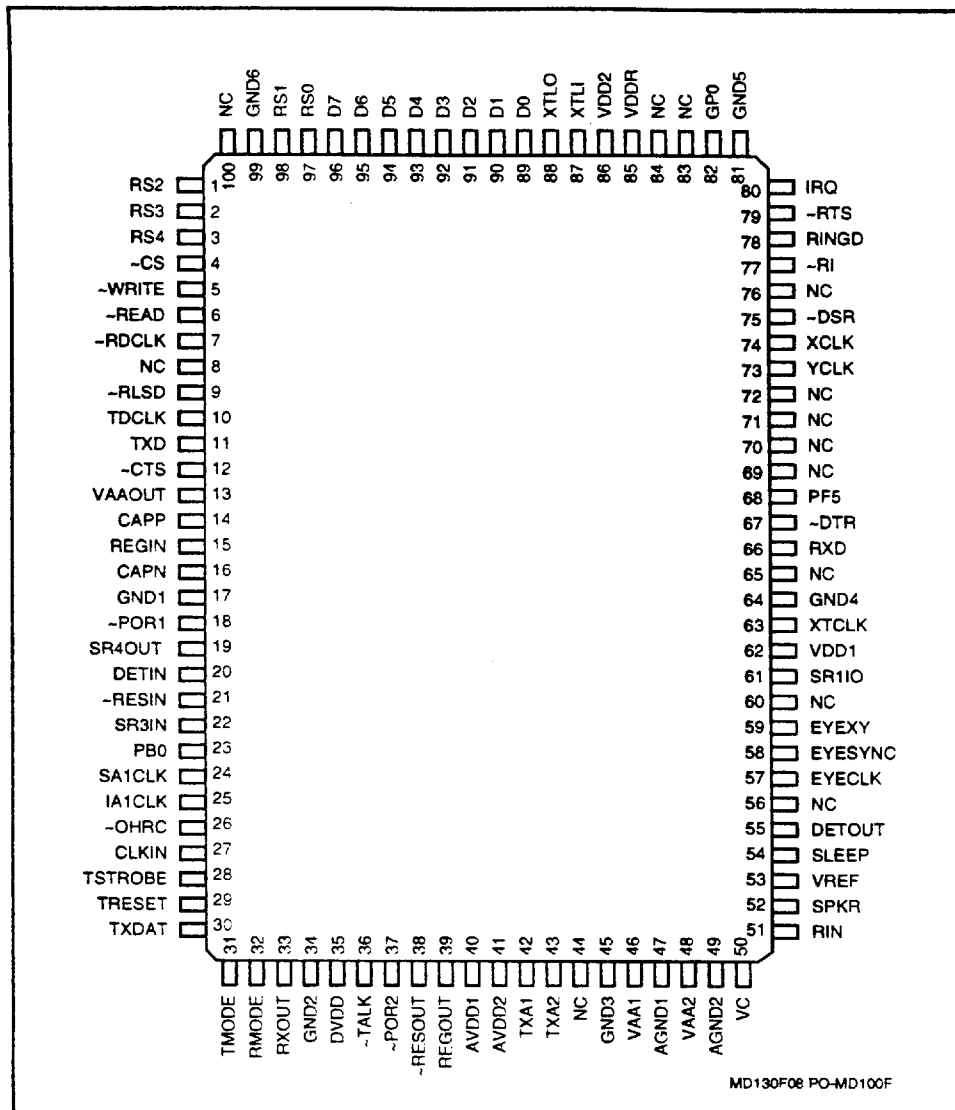 NC GND6 RS1 RS0 D7 D6 D5 D4 D3 D2 D1 D0 XTLO XTLI VDD2 VDDR NC NC GP0 GND5
100 99 98 97 96 95 94 93 92 91 90 89 88 87 86 85 84 83 82 81
RS2 1 80 IRQ
RS3 2 79 ~RTS
RS4 3 78 RINGD
~CS 4 77 ~RI
~WRITE 5 76 NC
~READ 6 75 ~DSR
~RDCLK 7 74 XCLK
NC 8 73 YCLK
~RLSD 9 72 NC
TDCLK 10 71 NC
TXD 11 70 NC
~CTS 12 69 NC
VAAOUT 13 68 PF5
CAPP 14 67 ~DTR
REGIN 15 66 RXD
CAPN 16 65 NC
GND1 17 64 GND4
~POR1 18 63 XTCLK
SR4OUT 19 62 VDD1
DETIN 20 61 SR1IO
~RESIN 21 60 NC
SR3IN 22 59 EYEXY
PB0 23 58 EYESYNC
SA1CLK 24 57 EYECLK
IA1CLK 25 56 NC
~OHRC 26 55 DETOUT
CLKIN 27 54 SLEEP
TSTROBE 28 53 VREF
TRESET 29 52 SPKR
TXDAT 30 51 RIN
31 32 33 34 35 36 37 38 39 40 41 42 43 44 45 46 47 48 49 50
TMODE RMODE RXOUT GND2 DVDD ~TALK ~POR2 ~RESOUT REGOUT AVDD1 AVDD2 TXA1 TXA2 NC GND3 VAA1 AGND1 VAA2 AGND2 VC
MD130F08 PO-MD100F